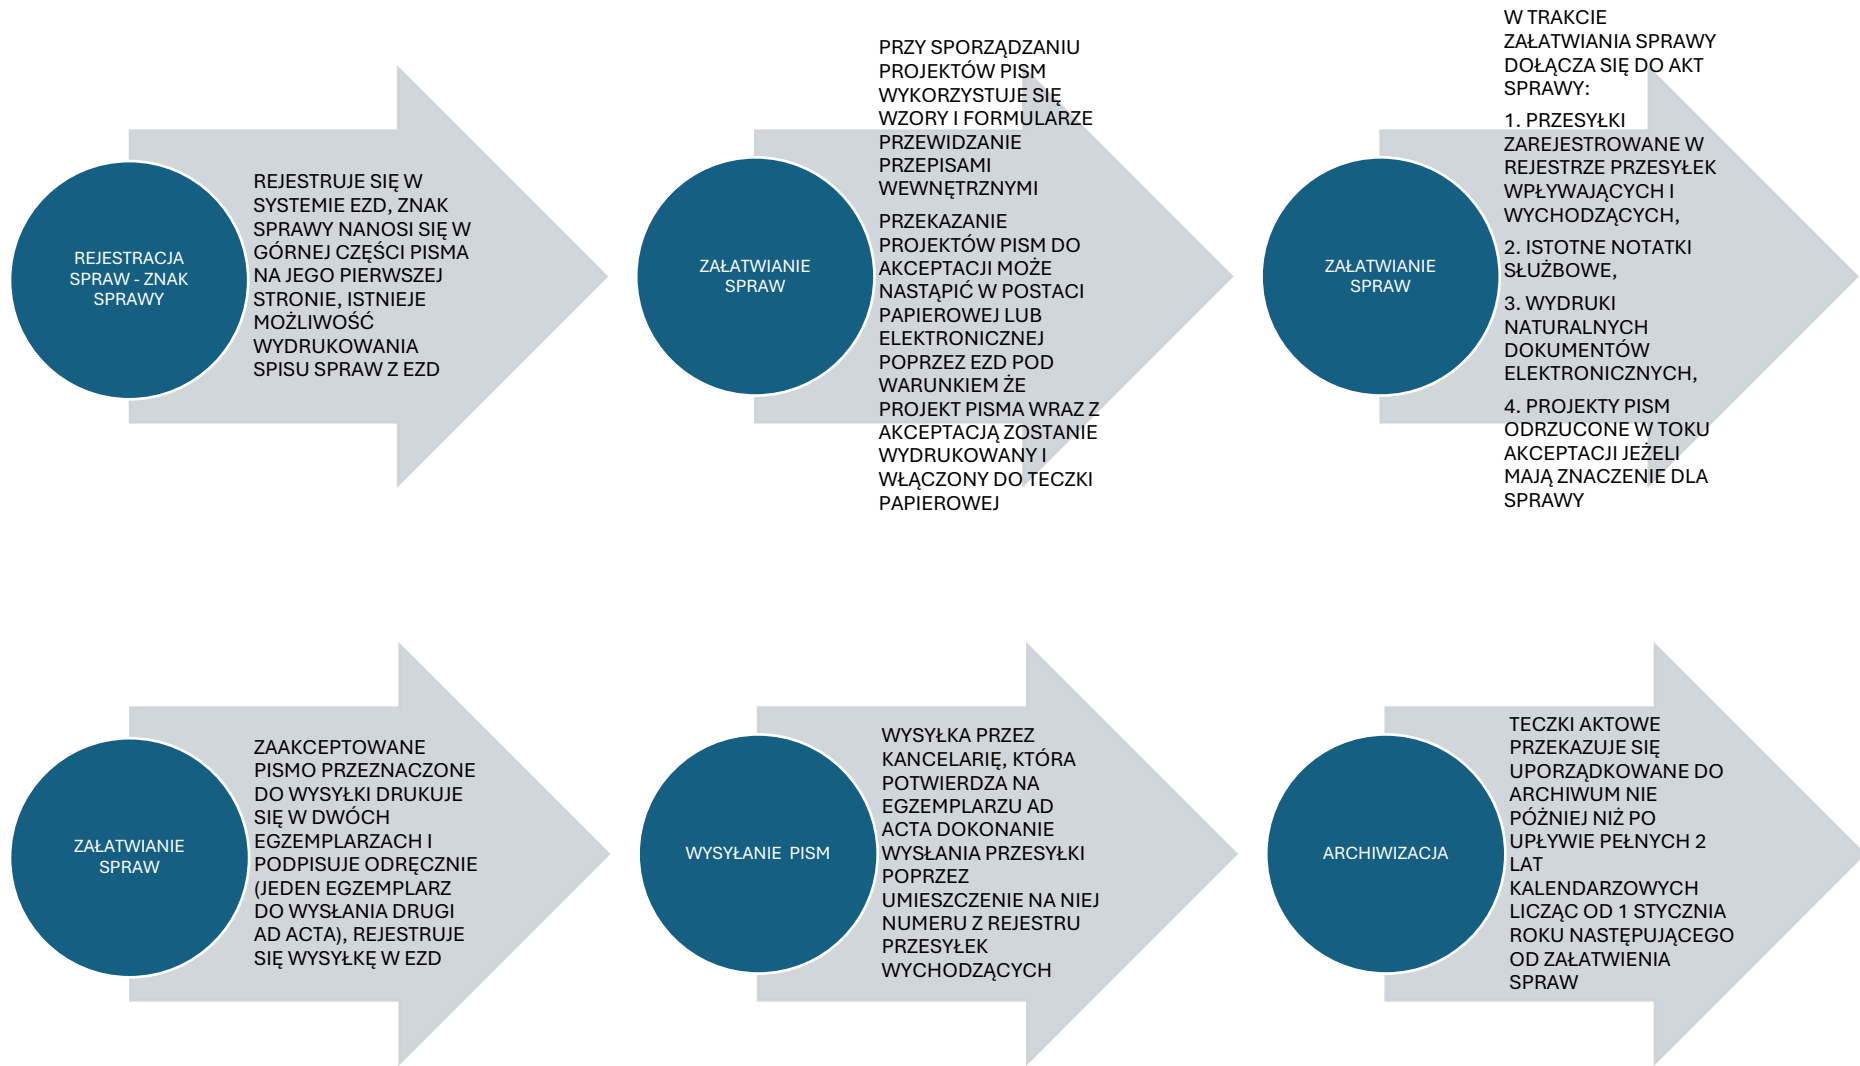 REJESTRACJA
SPRAW - ZNAK
SPRAWY
REJESTRUJE SIĘ W
SYSTEMIE EZD, ZNAK
SPRAWY NANOSI SIĘ W
GÓRNEJ CZĘŚCI PISMA
NA JEGO PIERWSZEJ
STRONIE, ISTNIEJE
MOŻLIWOŚĆ
WYDRUKOWANIA
SPISU SPRAW Z EZD
ZAŁATWIANIE
SPRAW
PRZY SPORZĄDZANIU
PROJEKTÓW PISM
WYKORZYSTUJE SIĘ
WZORY I FORMULARZE
PRZEWIDZANIE
PRZEPISAMI
WEWNĘTRZNYMI
PRZEKAZANIE
PROJEKTÓW PISM DO
AKCEPTACJI MOŻE
NASTĄPIĆ W POSTACI
PAPIEROWEJ LUB
ELEKTRONICZNEJ
POPRZEZ EZD POD
WARUNKIEM ŻE
PROJEKT PISMA WRAZ Z
AKCEPTACJĄ ZOSTANIE
WYDRUKOWANY I
WŁĄCZONY DO TECZKI
PAPIEROWEJ
ZAŁATWIANIE
SPRAW
W TRAKCIE
ZAŁATWIANIA SPRAWY
DOŁĄCZA SIĘ DO AKT
SPRAWY:
1. PRZESYŁKI
ZAREJESTROWANE W
REJESTRZE PRZESYŁEK
WPŁYWAJĄCYCH I
WYCHODZĄCYCH,
2. ISTOTNE NOTATKI
SŁUŻBOWE,
3. WYDRUKI
NATURALNYCH
DOKUMENTÓW
ELEKTRONICZNYCH,
4. PROJEKTY PISM
ODRZUCONE W TOKU
AKCEPTACJI JEŻELI
MAJĄ ZNACZENIE DLA
SPRAWY
ZAŁATWIANIE
SPRAW
ZAAKCEPTOWANE
PISMO PRZEZNACZONE
DO WYSYŁKI DRUKUJE
SIĘ W DWÓCH
EGZEMPLARZACH I
PODPISUJE ODRĘCZNIE
(JEDEN EGZEMPLARZ
DO WYSŁANIA DRUGI
AD ACTA), REJESTRUJE
SIĘ WYSYŁKĘ W EZD
WYSYŁANIE PISM
WYSYŁKA PRZEZ
KANCELARIĘ, KTÓRA
POTWIERDZA NA
EGZEMPLARZU AD
ACTA DOKONANIE
WYSŁANIA PRZESYŁKI
POPRZEZ
UMIESZCZENIE NA NIEJ
NUMERU Z REJESTRU
PRZESYŁEK
WYCHODZĄCYCH
ARCHIWIZACJA
TECZKI AKTOWE
PRZEKAZUJE SIĘ
UPORZĄDKOWANE DO
ARCHIWUM NIE
PÓŹNIEJ NIŻ PO
UPŁYWIE PEŁNYCH 2
LAT
KALENDARZOWYCH
LICZĄC OD 1 STYCZNIA
ROKU NASTĘPUJĄCEGO
OD ZAŁATWIENIA
SPRAW